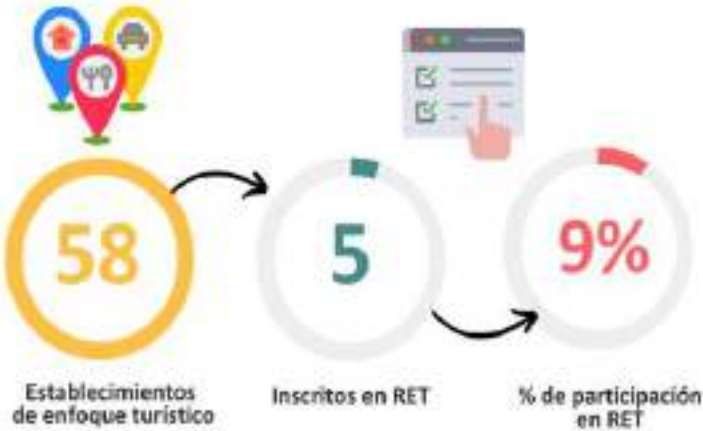 58
5
9%
Establecimientos
de enfoque turístico
Inscritos en RET
% de participación
en RET